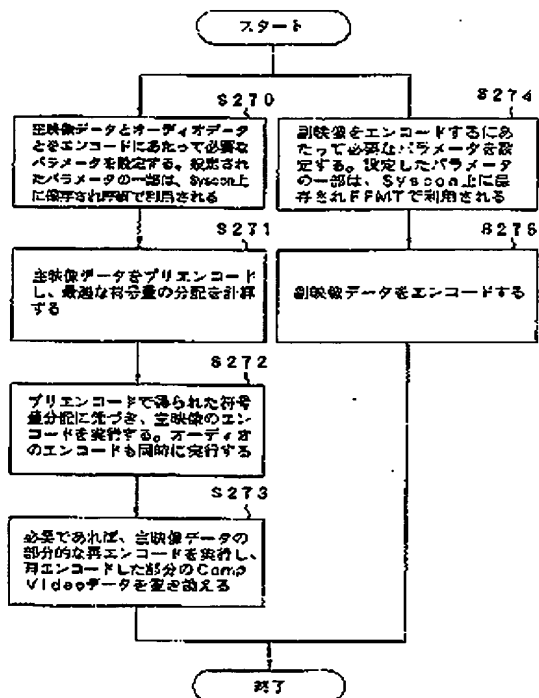 スタート
S270
主映像データとオーディオデータ
とをエンコードにあたって必要な
パラメータを設定する。設定され
たパラメータの一部は、Syscon上
に保存されで利用される
S274
副映像をエンコードするにあ
たって必要なパラメータを設
定する。設定したパラメータ
の一部は、Syscon上に保
存されFFMTで利用される
S271
主映像データをプリエンコード
し、最適な符号量の分配を計算
する
S275
副映像データをエンコードする
S272
プリエンコードで得られた符号
量分配に基づき、主映像のエン
コードを実行する。オーディオ
のエンコードも同時に実行する
S273
必要であれば、主映像データの
部分的な再エンコードを実行し、
再エンコードした部分のComp
Videoデータを置き換える
終了